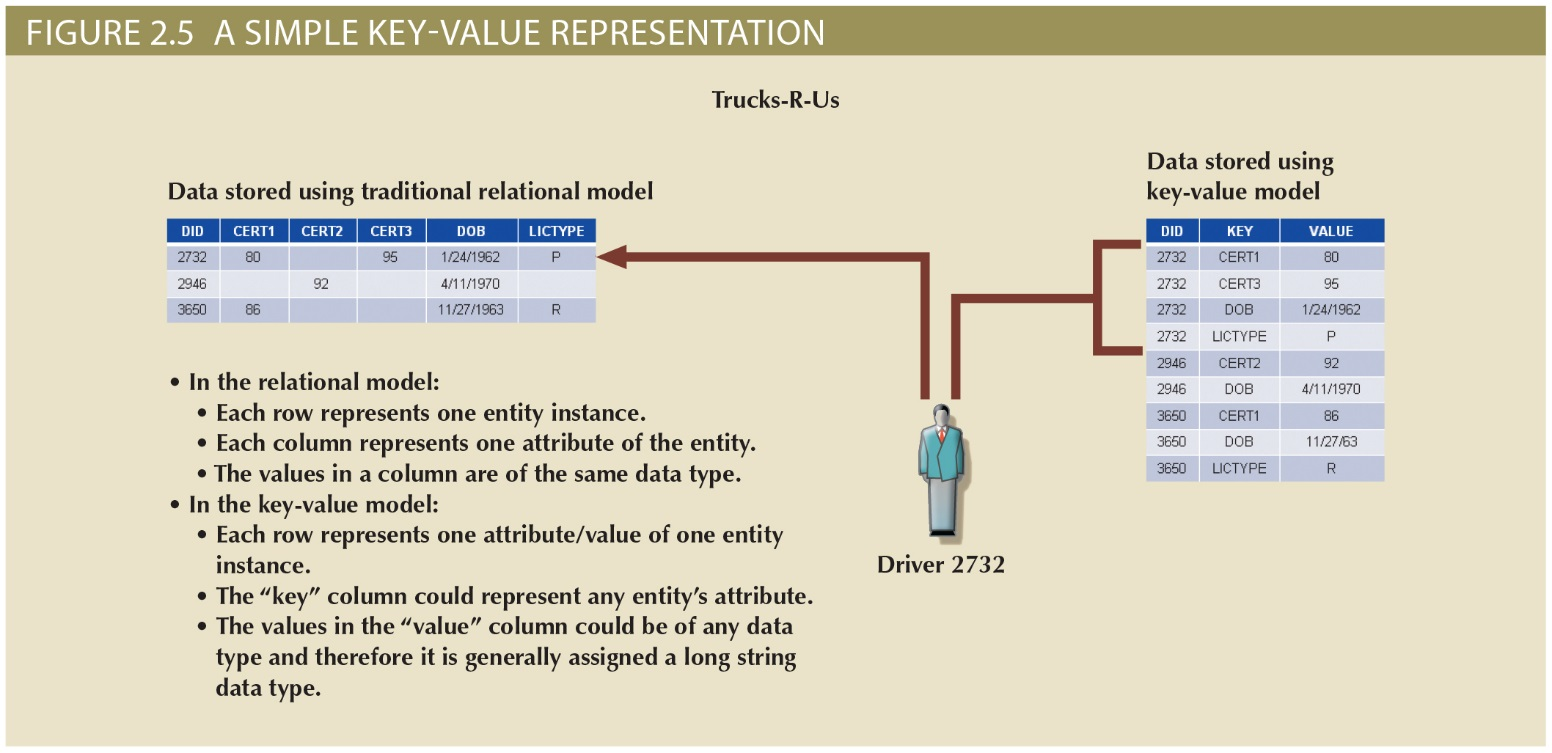 FIGURE 2.5 A SIMPLE KEY-VALUE REPRESENTATION
Trucks-R-Us
Data stored using traditional relational model
DID CERT1 CERT2 CERT3 DOB LICTYPE
2732 80 95 1/24/1962 P
2946 92 4/11/1970
3650 86 11/27/1963 R
Data stored using
key-value model
DID KEY VALUE
2732 CERT1 80
2732 CERT3 95
2732 DOB 1/24/1962
2732 LICTYPE P
2946 CERT2 92
2946 DOB 4/11/1970
3650 CERT1 86
3650 DOB 11/27/63
3650 LICTYPE R
• In the relational model:
• Each row represents one entity instance.
• Each column represents one attribute of the entity.
• The values in a column are of the same data type.
• In the key-value model:
• Each row represents one attribute/value of one entity
instance.
• The “key” column could represent any entity’s attribute.
• The values in the “value” column could be of any data
type and therefore it is generally assigned a long string
data type.
Driver 2732